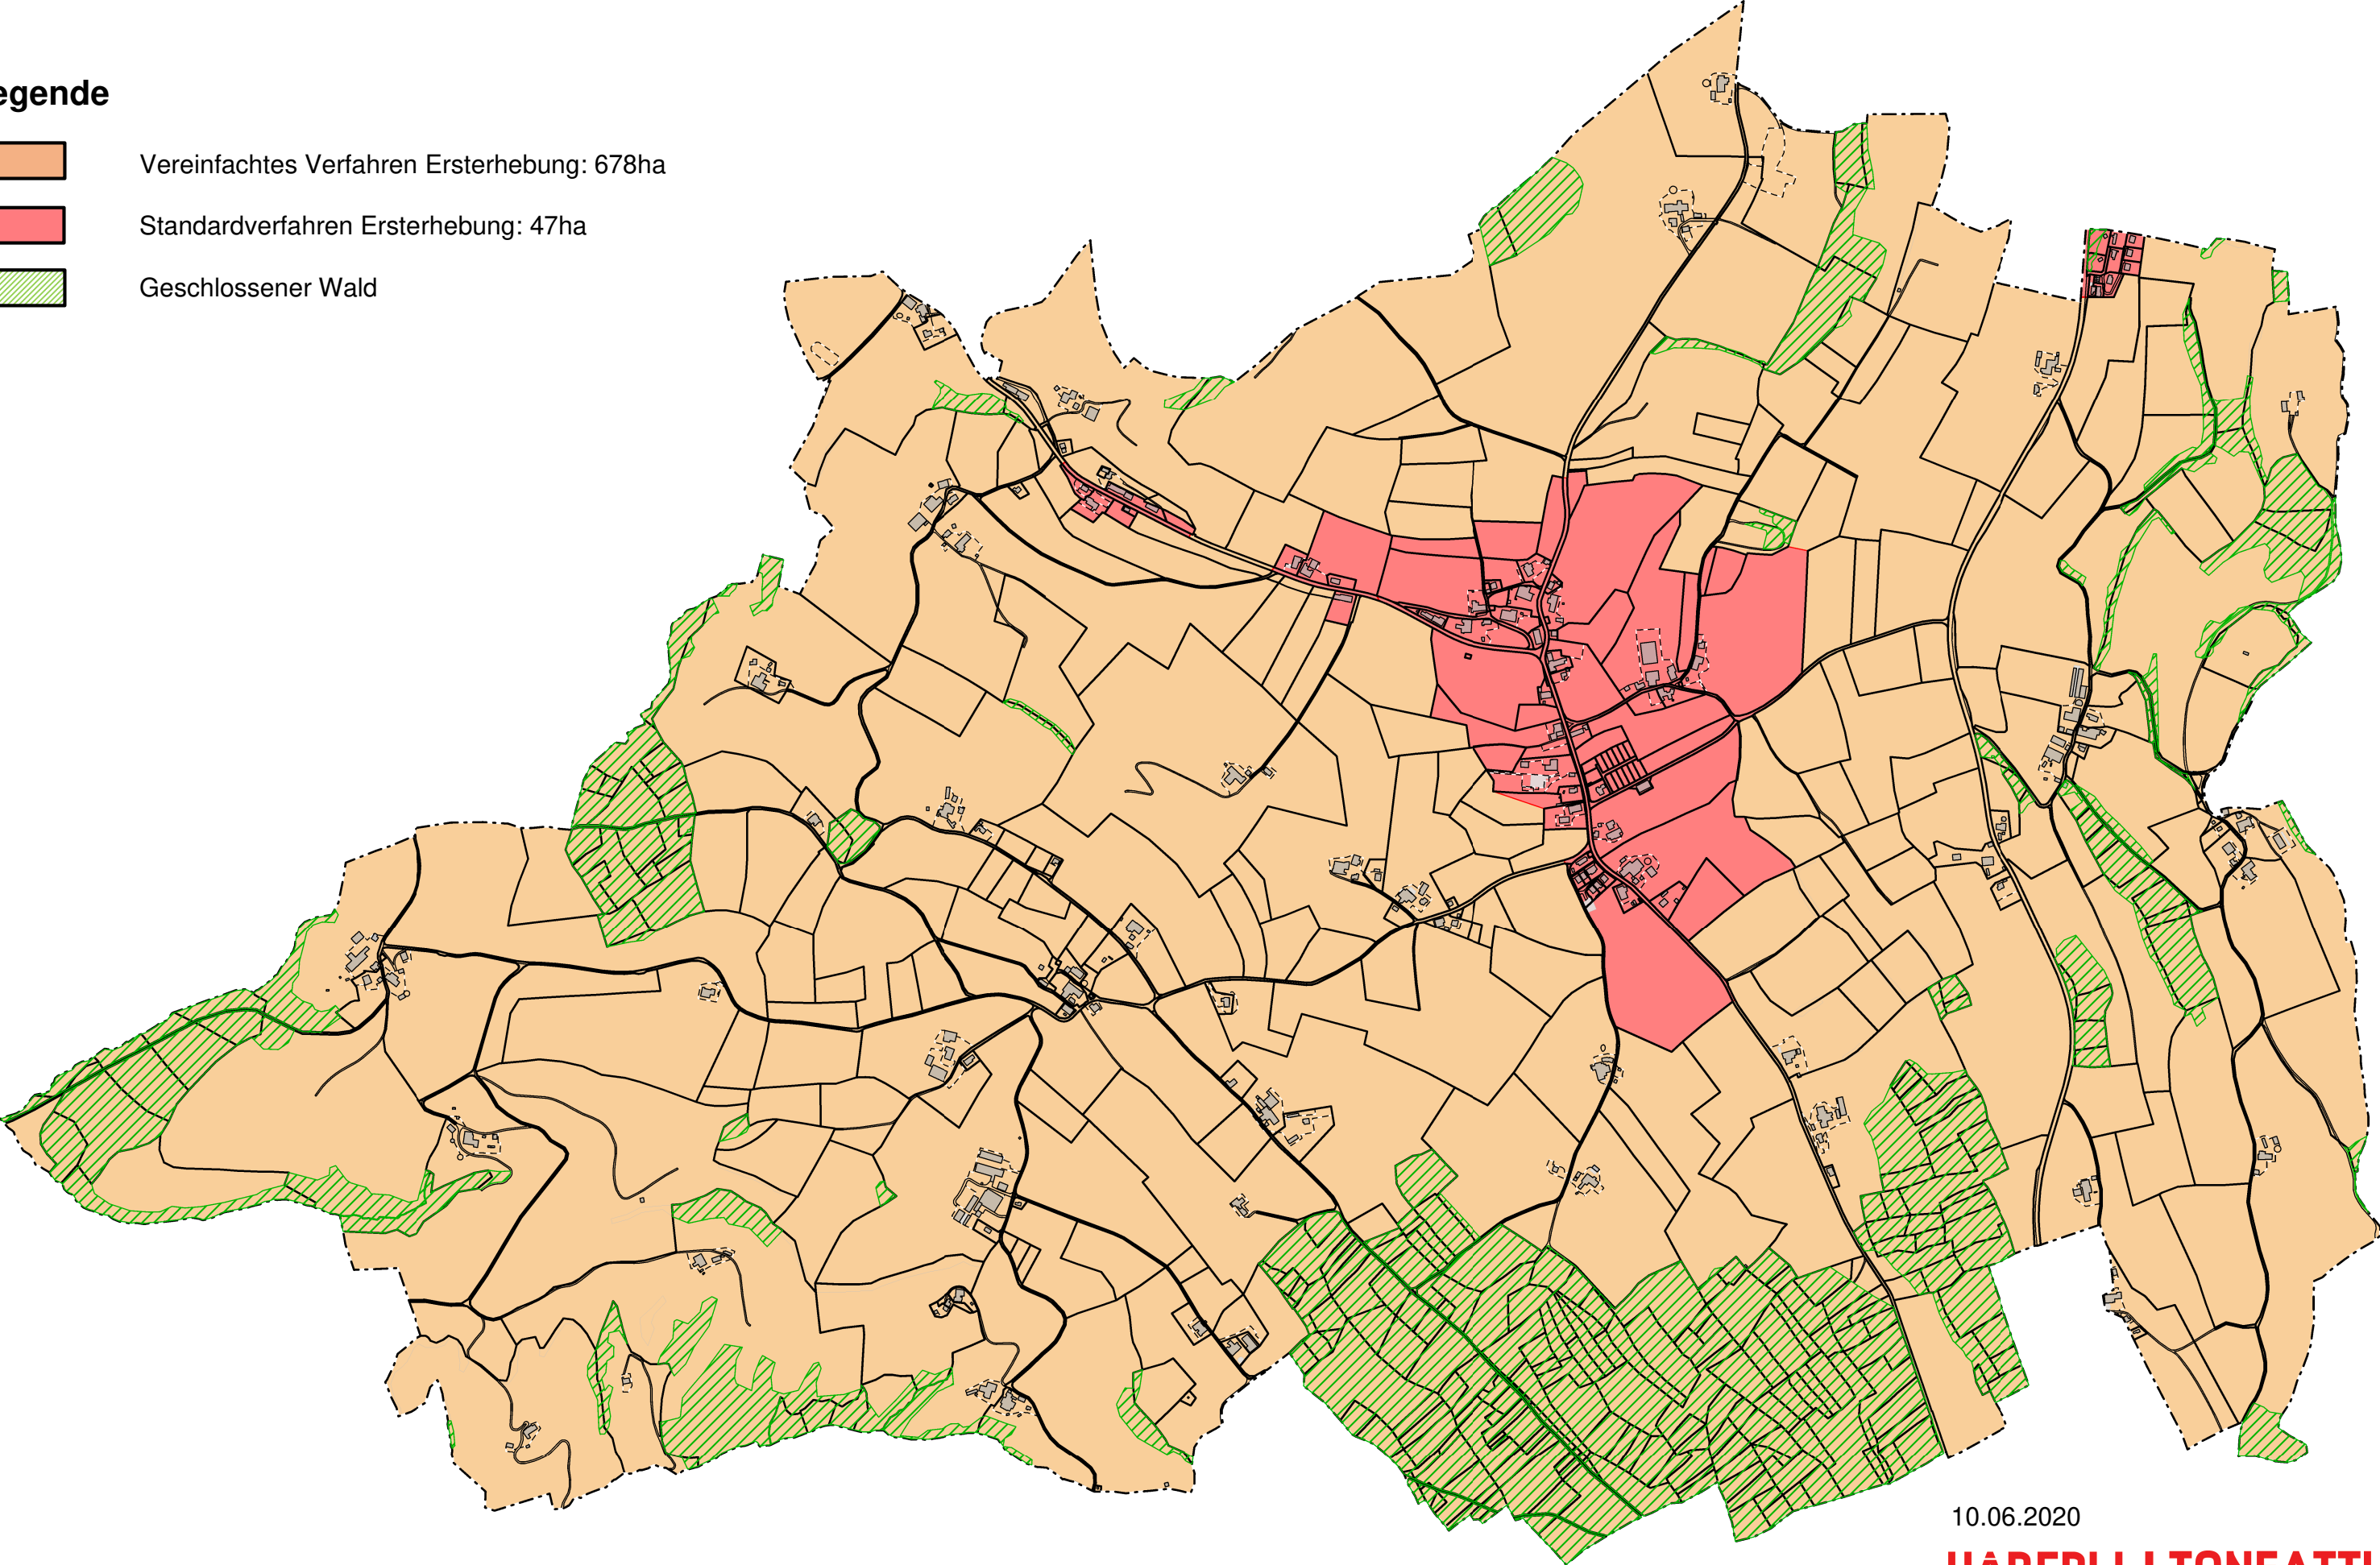 egende
Vereinfachtes Verfahren Ersterhebung: 678ha
Standardverfahren Ersterhebung: 47ha
Geschlossener Wald
10.06.2020